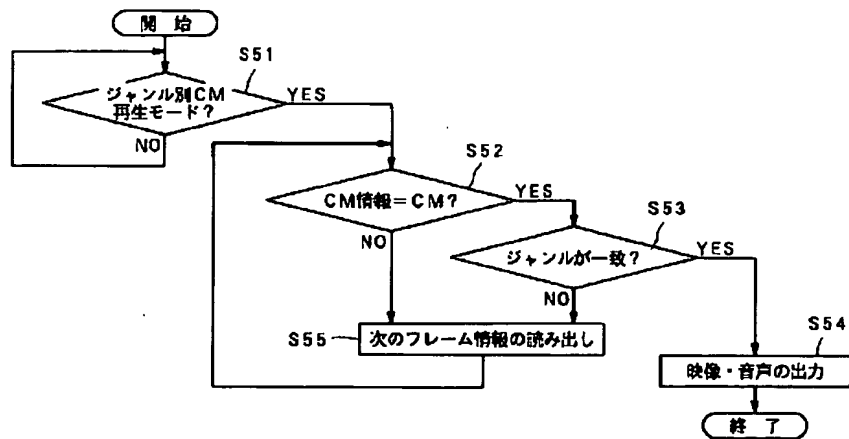 開 始
S51
ジャンル別CM
再生モード?
YES
NO
S52
CM情報=CM?
YES
NO
S53
ジャンルが一致?
YES
NO
S55
次のフレーム情報の読み出し
S54
映像・音声の出力
終 了